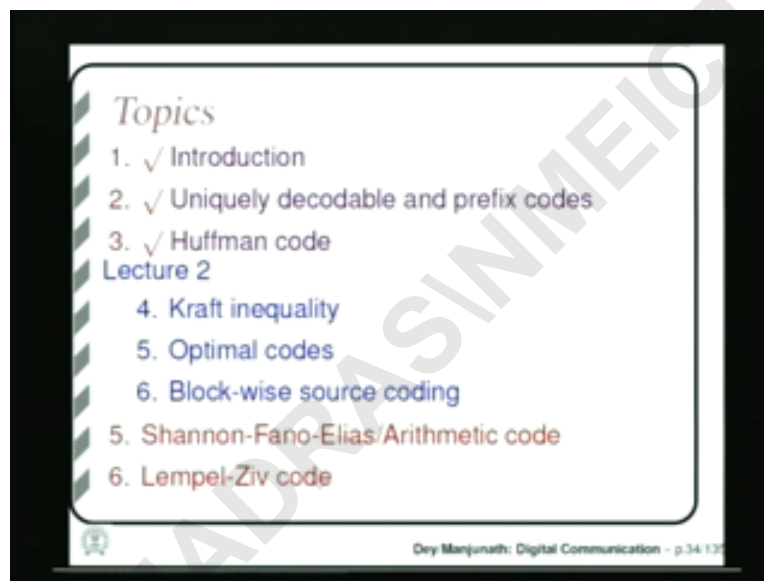 Topics
1. √ Introduction
2. √ Uniquely decodable and prefix codes
3. √ Huffman code
Lecture 2
4. Kraft inequality
5. Optimal codes
6. Block-wise source coding
5. Shannon-Fano-Elias/Arithmetic code
6. Lempel-Ziv code
Dey Manjunath: Digital Communication - p.34/135
ADRAS\NMEIC